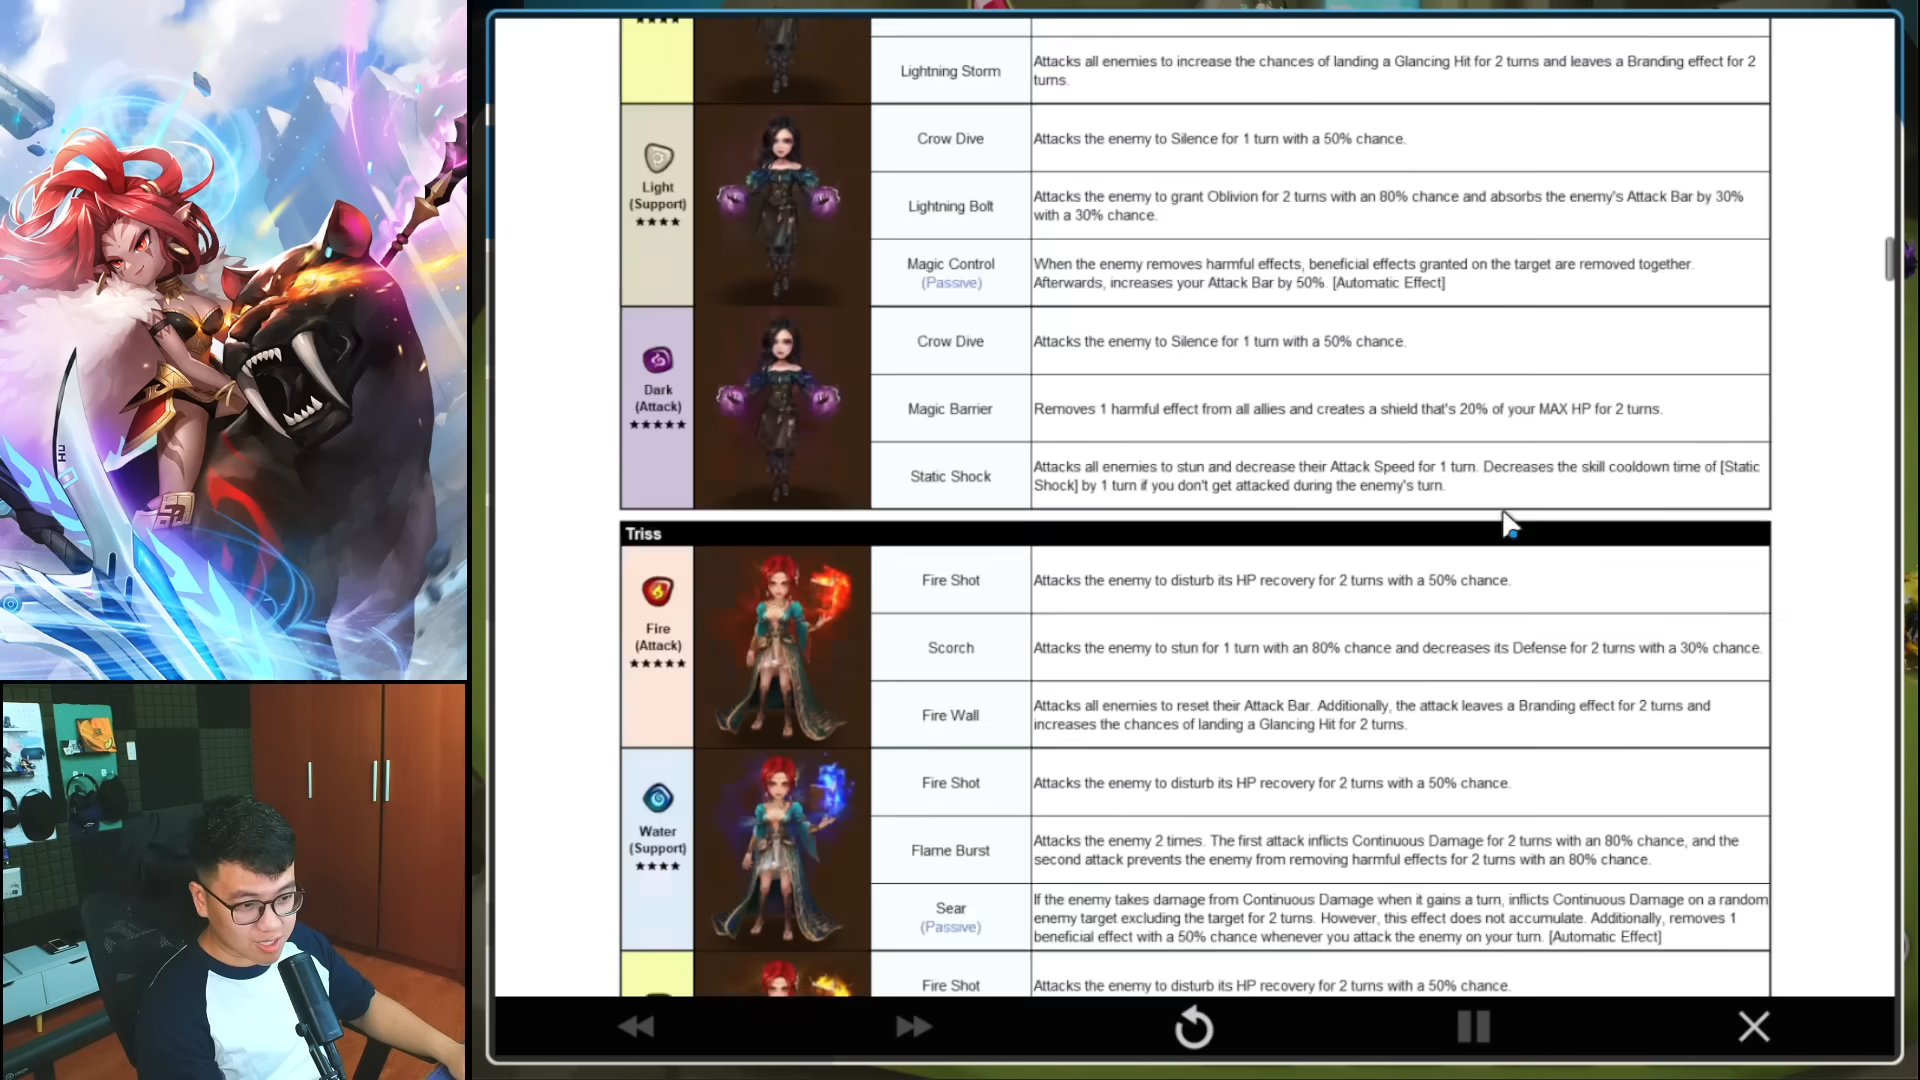 Lightning Storm
Attacks all enemies to increase the chances of landing a Glancing Hit for 2 turns and leaves a Branding effect for 2
turns.
Light
(Support)
Crow Dive
Attacks the enemy to Silence for 1 turn with a 50% chance.
Lightning Bolt
Attacks the enemy to grant Oblivion for 2 turns with an 80% chance and absorbs the enemy's Attack Bar by 30%
with a 30% chance.
Magic Control
(Passive)
When the enemy removes harmful effects, beneficial effects granted on the target are removed together.
Afterwards, increases your Attack Bar by 50%. [Automatic Effect]
Dark
(Attack)
Crow Dive
Attacks the enemy to Silence for 1 turn with a 50% chance.
Magic Barrier
Removes 1 harmful effect from all allies and creates a shield that's 20% of your MAX HP for 2 turns.
Static Shock
Attacks all enemies to stun and decrease their Attack Speed for 1 turn. Decreases the skill cooldown time of [Static
Shock] by 1 turn if you don't get attacked during the enemy's turn.
Triss
Fire
(Attack)
Fire Shot
Attacks the enemy to disturb its HP recovery for 2 turns with a 50% chance.
Scorch
Attacks the enemy to stun for 1 turn with an 80% chance and decreases its Defense for 2 turns with a 30% chance.
Fire Wall
Attacks all enemies to reset their Attack Bar. Additionally, the attack leaves a Branding effect for 2 turns and
increases the chances of landing a Glancing Hit for 2 turns.
Water
(Support)
Fire Shot
Attacks the enemy to disturb its HP recovery for 2 turns with a 50% chance.
Flame Burst
Attacks the enemy 2 times. The first attack inflicts Continuous Damage for 2 turns with an 80% chance, and the
second attack prevents the enemy from removing harmful effects for 2 turns with an 80% chance.
Sear
(Passive)
If the enemy takes damage from Continuous Damage when it gains a turn, inflicts Continuous Damage on a random
enemy target excluding the target for 2 turns. However, this effect does not accumulate. Additionally, removes 1
beneficial effect with a 50% chance whenever you attack the enemy on your turn. [Automatic Effect]
Fire Shot
Attacks the enemy to disturb its HP recovery for 2 turns with a 50% chance.